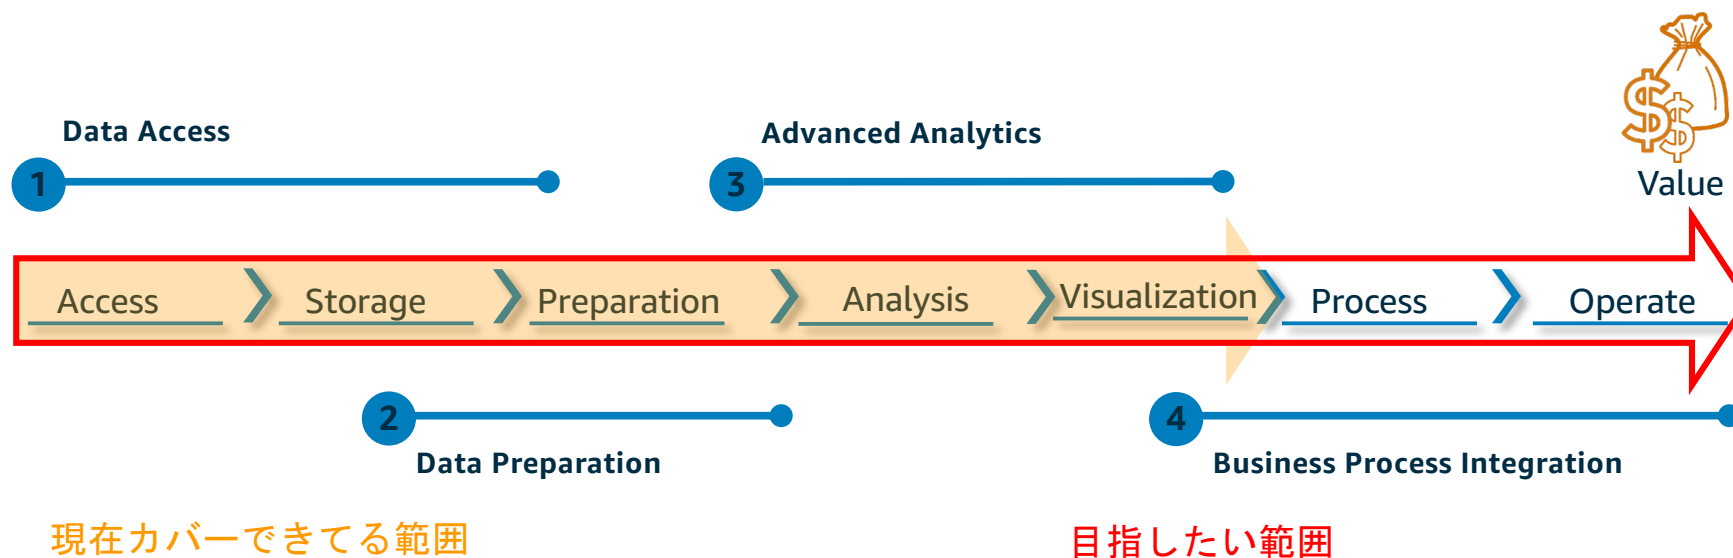 Data Access
Advanced Analytics
1
3
Value
Access
Storage
Preparation
Analysis
Visualization
Process
Operate
2
4
Data Preparation
Business Process Integration
現在カバーできてる範囲
目指したい範囲